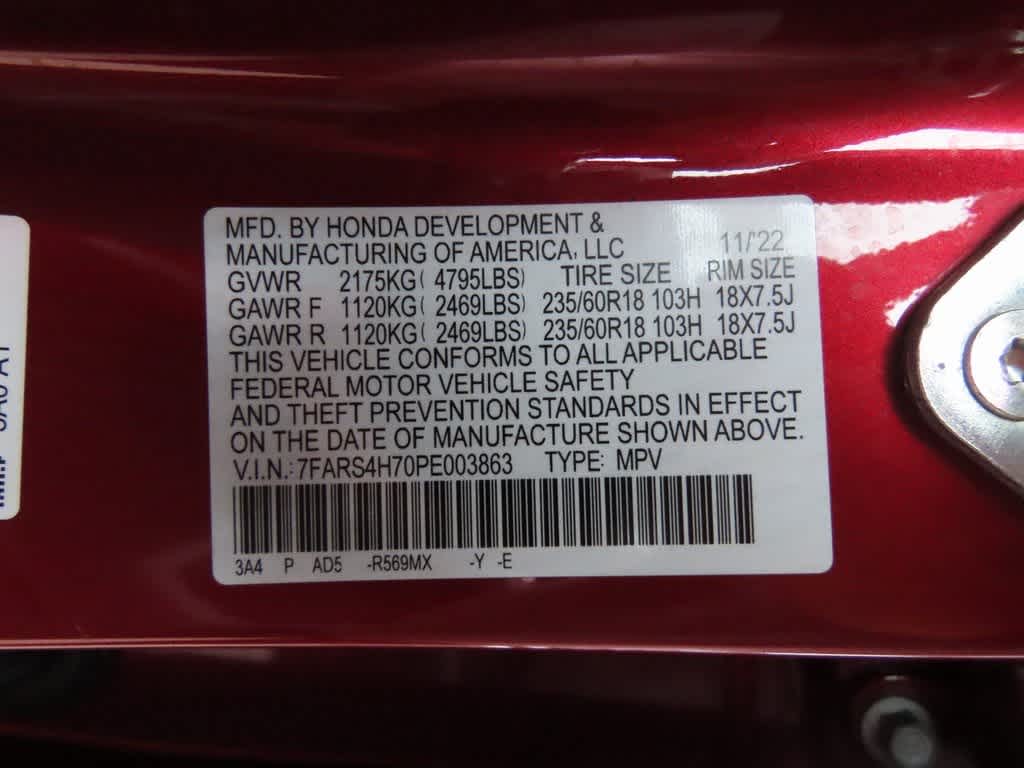 MFD. BY HONDA DEVELOPMENT &
MANUFACTURING OF AMERICA, LLC 11/'22
GVWR 2175KG( 4795LBS) TIRE SIZE RIM SIZE
GAWR F 1120KG( 2469LBS) 235/60R18 103H 18X7.5J
GAWR R 1120KG( 2469LBS) 235/60R18 103H 18X7.5J
THIS VEHICLE CONFORMS TO ALL APPLICABLE
FEDERAL MOTOR VEHICLE SAFETY
AND THEFT PREVENTION STANDARDS IN EFFECT
ON THE DATE OF MANUFACTURE SHOWN ABOVE.
V.I.N.: 7FARS4H70PE003863 TYPE: MPV
3A4 P AD5 -R569MX -Y -E